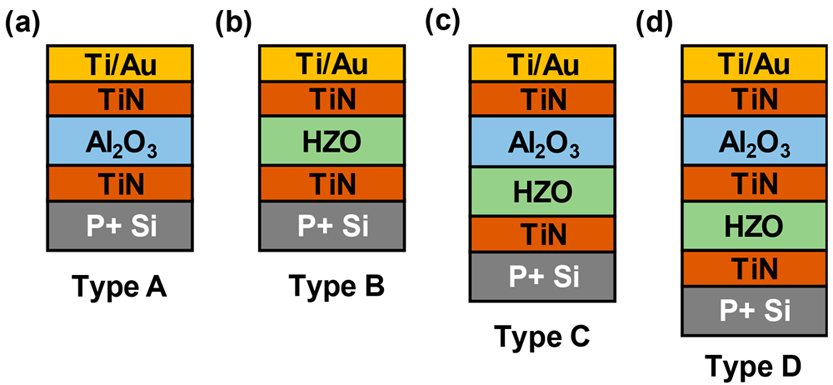 (a)
Ti/Au
TiN
Al₂O₃
TiN
P+ Si
Type A
(b)
Ti/Au
TiN
HZO
TiN
P+ Si
Type B
(c)
Ti/Au
TiN
Al₂O₃
HZO
TiN
P+ Si
Type C
(d)
Ti/Au
TiN
Al₂O₃
TiN
HZO
TiN
P+ Si
Type D